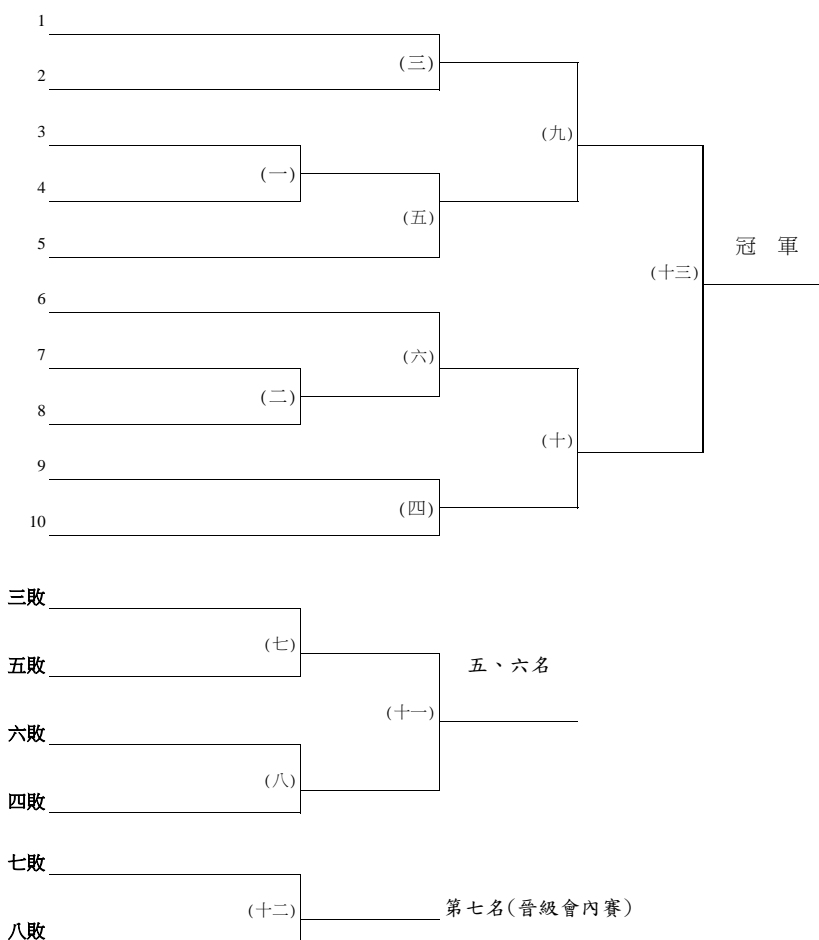 1
(三)
2
(九)
3
(一)
4
(五)
5
冠 軍
(十三)
6
(六)
7
(二)
8
(十)
9
(四)
10
三敗
(七)
五敗
五、六名
(十一)
六敗
(八)
四敗
七敗
(十二)
第七名(晉級會內賽)
八敗